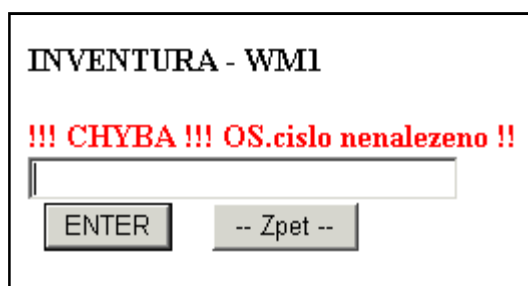 INVENTURA - WM1
!!! CHYBA !!! OS.cislo nenalezeno !!
ENTER
-- Zpet --